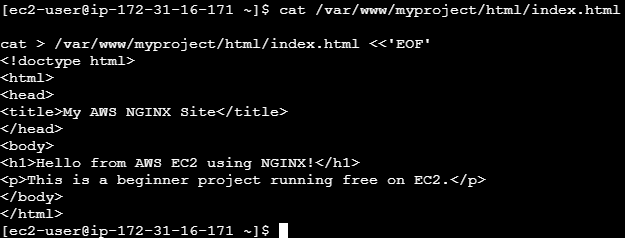 [ec2-user@ip-172-31-16-171 ~]$ cat /var/www/myproject/html/index.html
cat > /var/www/myproject/html/index.html <<'EOF'
<!doctype html>
<html>
<head>
<title>My AWS NGINX Site</title>
</head>
<body>
<h1>Hello from AWS EC2 using NGINX!</h1>
<p>This is a beginner project running free on EC2.</p>
</body>
</html>
[ec2-user@ip-172-31-16-171 ~]$